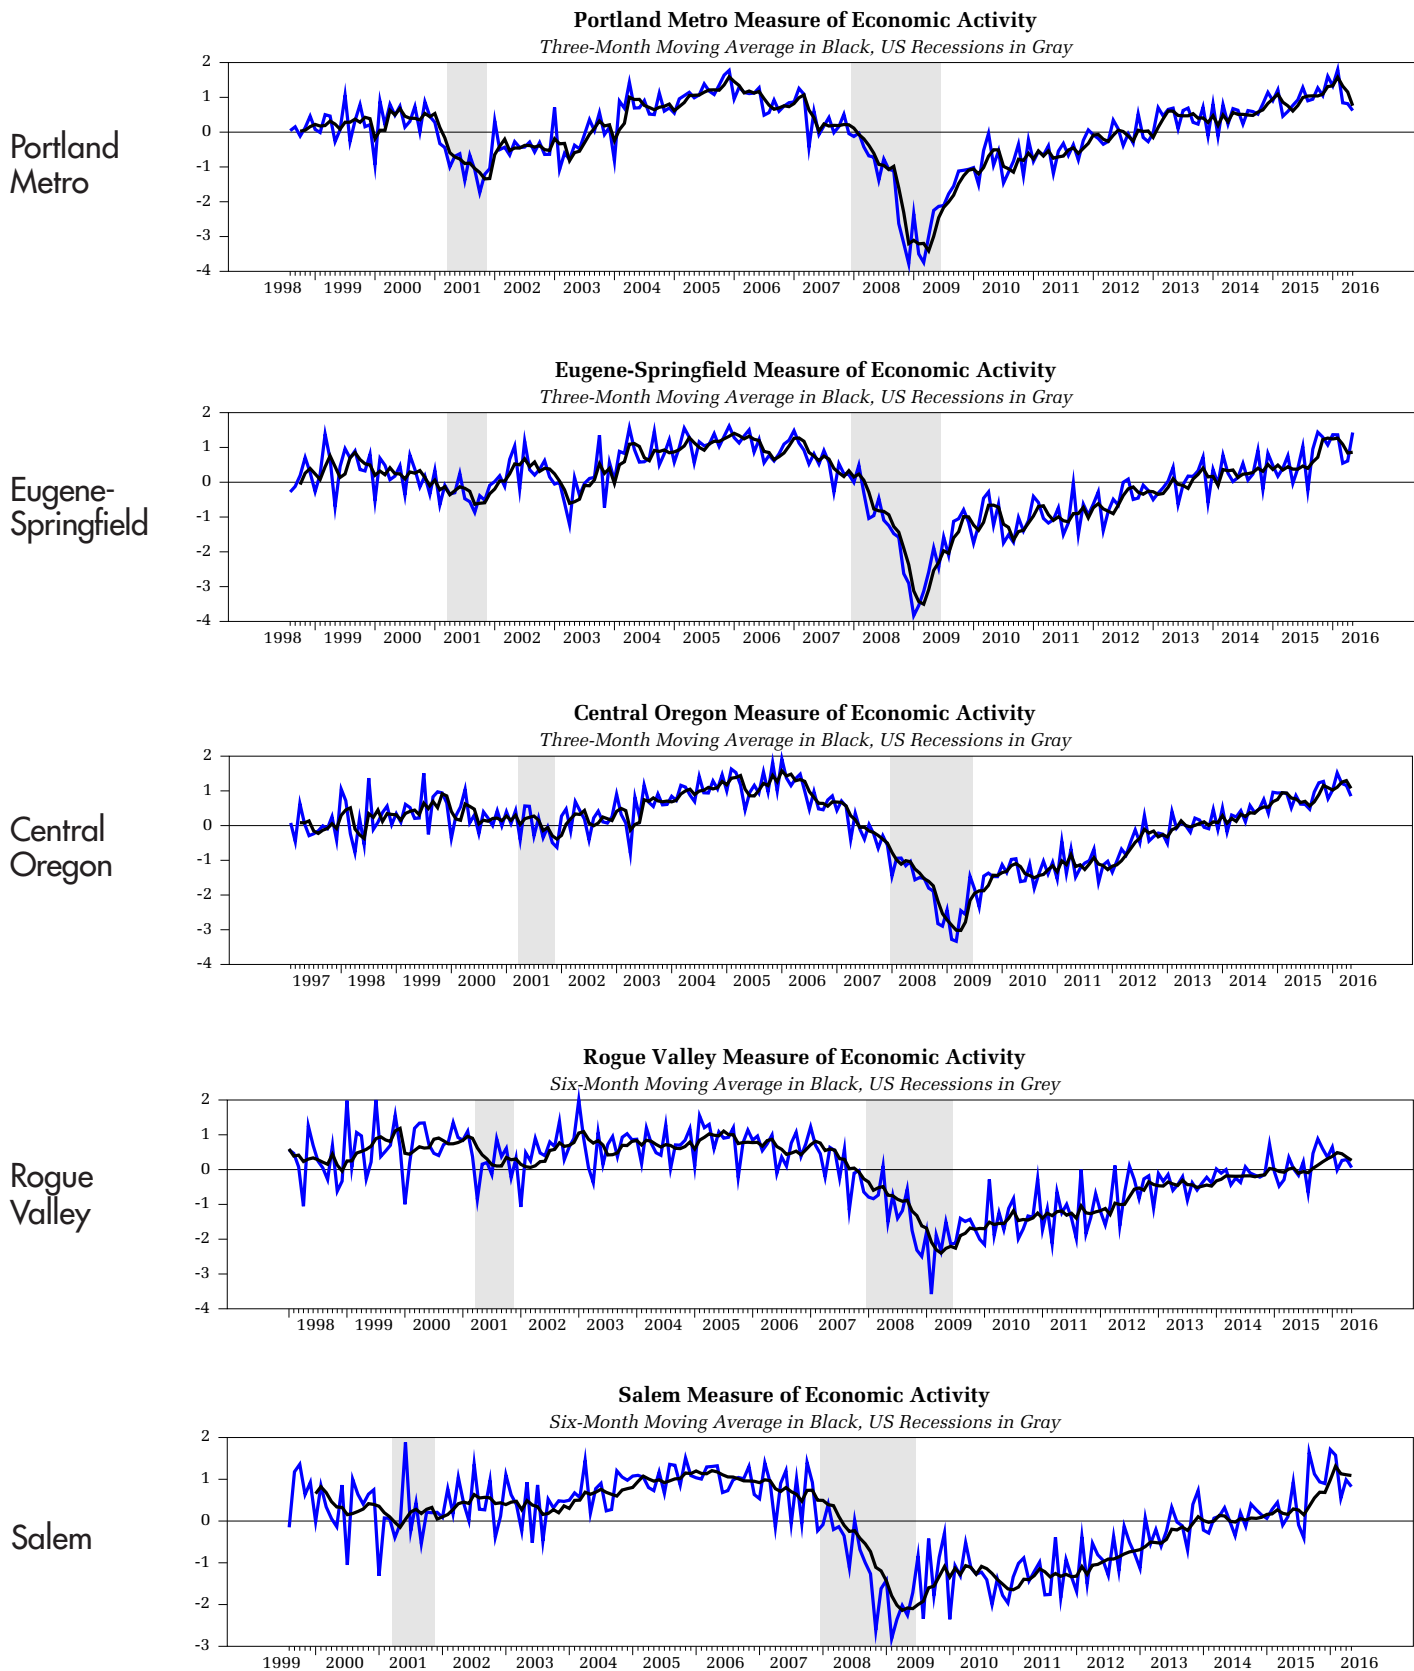 Portland Metro Measure of Economic Activity
Three-Month Moving Average in Black, US Recessions in Gray
Portland
Metro
2
1
0
-1
-2
-3
-4
1998 1999 2000 2001 2002 2003 2004 2005 2006 2007 2008 2009 2010 2011 2012 2013 2014 2015 2016
Eugene-Springfield Measure of Economic Activity
Three-Month Moving Average in Black, US Recessions in Gray
Eugene-
Springfield
2
1
0
-1
-2
-3
-4
1998 1999 2000 2001 2002 2003 2004 2005 2006 2007 2008 2009 2010 2011 2012 2013 2014 2015 2016
Central Oregon Measure of Economic Activity
Three-Month Moving Average in Black, US Recessions in Gray
Central
Oregon
2
1
0
-1
-2
-3
-4
1997 1998 1999 2000 2001 2002 2003 2004 2005 2006 2007 2008 2009 2010 2011 2012 2013 2014 2015 2016
Rogue Valley Measure of Economic Activity
Six-Month Moving Average in Black, US Recessions in Grey
Rogue
Valley
2
1
0
-1
-2
-3
-4
1998 1999 2000 2001 2002 2003 2004 2005 2006 2007 2008 2009 2010 2011 2012 2013 2014 2015 2016
Salem Measure of Economic Activity
Six-Month Moving Average in Black, US Recessions in Gray
Salem
2
1
0
-1
-2
-3
1999 2000 2001 2002 2003 2004 2005 2006 2007 2008 2009 2010 2011 2012 2013 2014 2015 2016